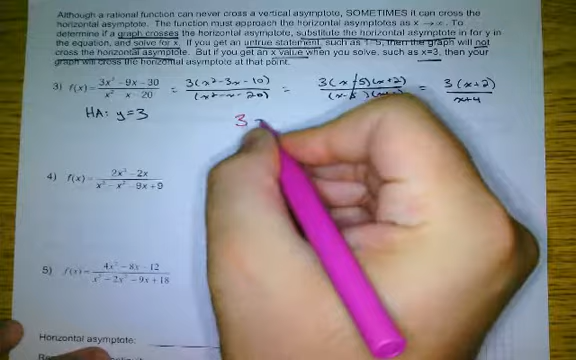 Although a rational function can never cross a vertical asymptote, SOMETIMES it can cross the
horizontal asymptote. The function must approach the horizontal asymptotes as x → ∞. To
determine if a graph crosses the horizontal asymptote, substitute the horizontal asymptote in for y in
the equation, and solve for x. If you get an untrue statement, such as 1=5, then the graph will not
cross the horizontal asymptote. But if you get an x value when you solve, such as x=3, then your
graph will cross the horizontal asymptote at that point.
3) f(x) = 3x² - 9x - 30 / x² - x - 20 = 3(x²-3x-10) / (x²-x-20) = 3(x-5)(x+2) / (x-5)(x+4) = 3(x+2) / x+4
HA: y=3
3 =
4) f(x) = 2x² - 2x / x³ - x² - 9x + 9
5) f(x) = 4x² - 8x - 12 / x³ - 2x² - 9x + 18
Horizontal asymptote: